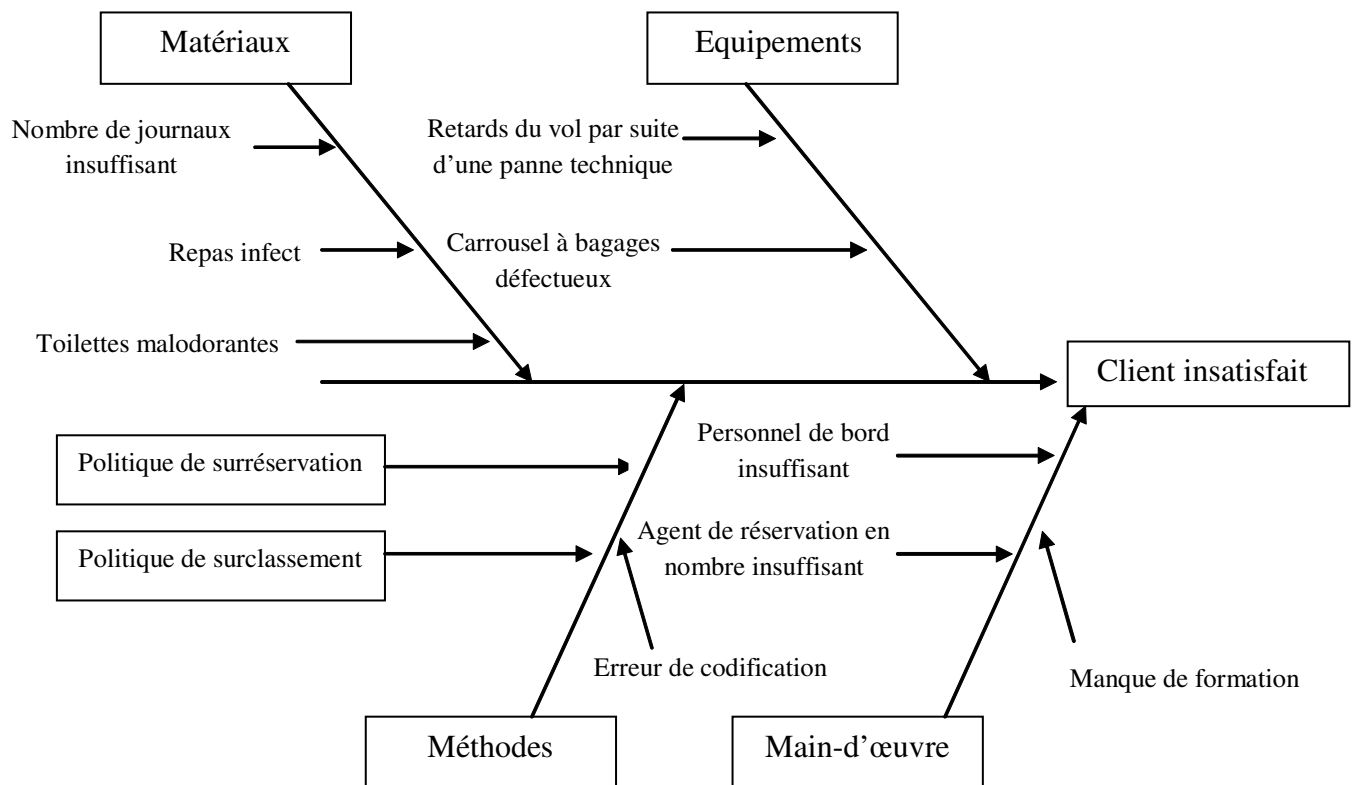 Matériaux
Equipements
Nombre de journaux
insuffisant
Retards du vol par suite
d’une panne technique
Repas infect
Carrousel à bagages
défectueux
Toilettes malodorantes
Client insatisfait
Politique de surréservation
Personnel de bord
insuffisant
Politique de surclassement
Agent de réservation en
nombre insuffisant
Erreur de codification
Manque de formation
Méthodes
Main-d’œuvre